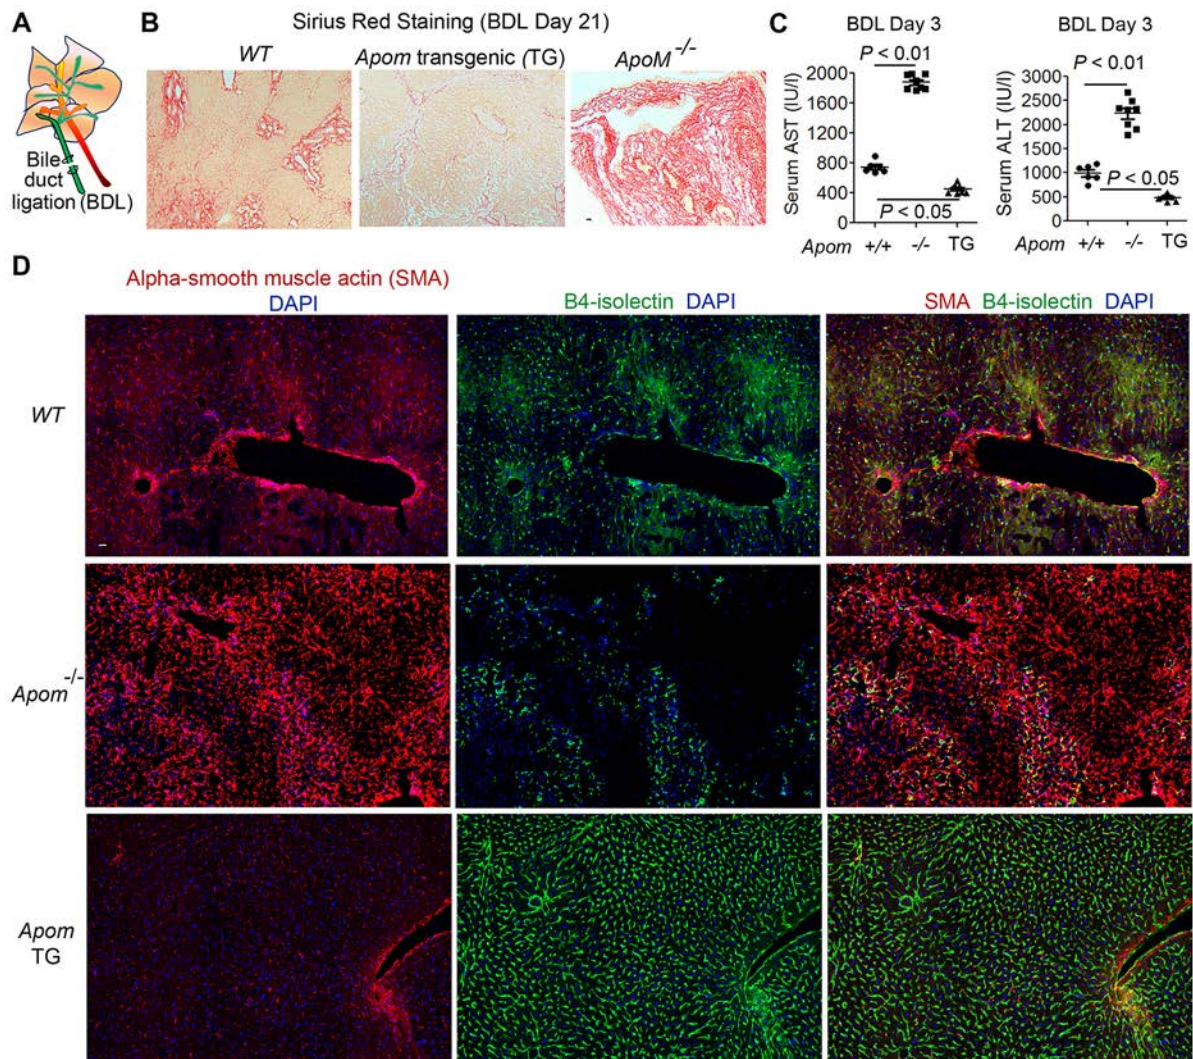 A
Bile
duct
ligation (BDL)
B
Sirius Red Staining (BDL Day 21)
WT
Apom transgenic (TG)
ApoM-/-
C
BDL Day 3
P < 0.01
Serum AST (IU/l)
2000
1600
1200
800
400
0
P < 0.05
Apom +/+ -/- TG
BDL Day 3
P < 0.01
Serum ALT (IU/l)
3000
2500
2000
1500
1000
500
0
P < 0.05
Apom +/+ -/- TG
D
Alpha-smooth muscle actin (SMA)
DAPI
B4-isolectin DAPI
SMA B4-isolectin DAPI
WT
Apom-/-
Apom
TG